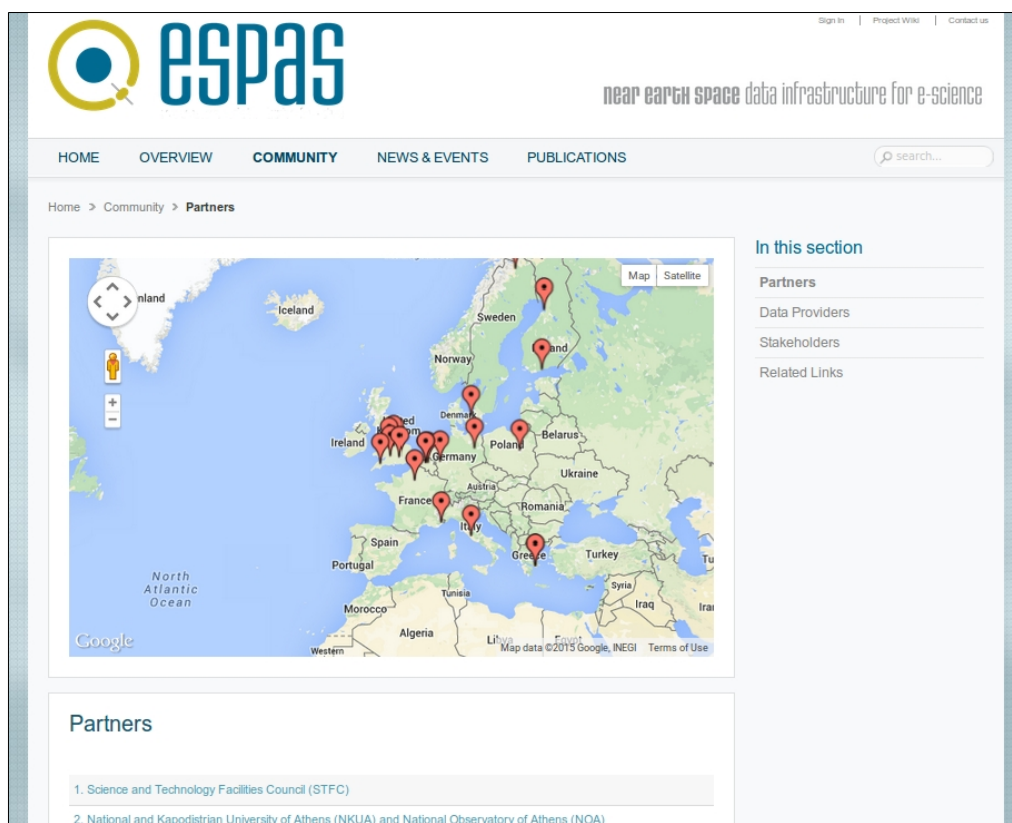 Sign in | Project Wiki | Contact us
espas
near earth space data infrastructure for e-science
HOME OVERVIEW COMMUNITY NEWS & EVENTS PUBLICATIONS
search...
Home > Community > Partners
In this section
Partners
Data Providers
Stakeholders
Related Links
Map Satellite
nland
Iceland
Sweden
Norway
Denmark
Ireland
Poland
Belarus
Germany
Ukraine
Austria
France
Romania
Italy
Spain
Greece
Turkey
Portugal
North
Atlantic
Ocean
Tunisia
Syria
Morocco
Iraq
Iran
Algeria
Libya
Egypt
Western
Google
Map data ©2015 Google, INEGI Terms of Use
Partners
1. Science and Technology Facilities Council (STFC)
2. National and Kapodistrian University of Athens (NKUA) and National Observatory of Athens (NOA)